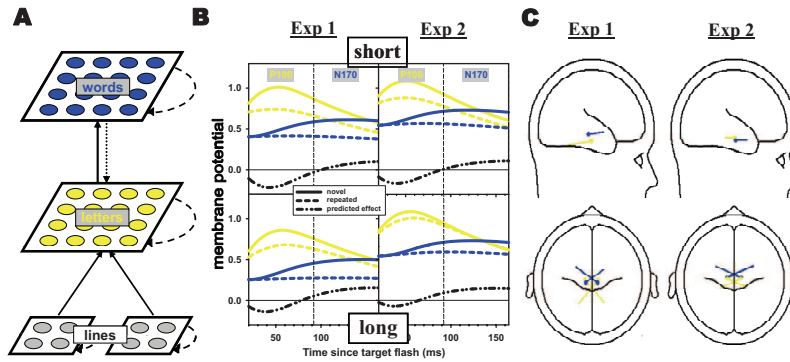 A
words
letters
lines
B
Exp 1
Exp 2
short
P100
N170
P100
N170
1.0
0.5
0.0
membrane potential
novel
repeated
predicted effect
1.0
0.5
0.0
long
50
100
50
100
150
Time since target flash (ms)
C
Exp 1
Exp 2